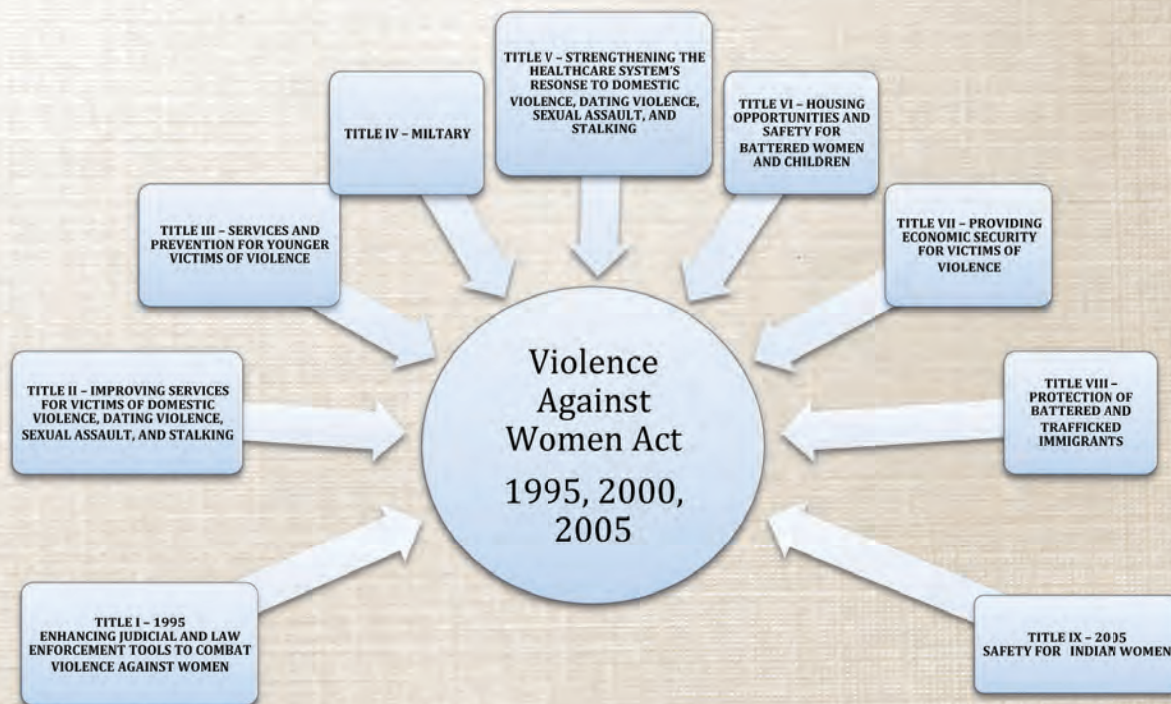 TITLE V – STRENGTHENING THE
HEALTHCARE SYSTEM'S
RESONSE TO DOMESTIC
VIOLENCE, DATING VIOLENCE,
SEXUAL ASSAULT, AND
STALKING
TITLE IV – MILTARY
TITLE VI – HOUSING
OPPORTUNITIES AND
SAFETY FOR
BATTERED WOMEN
AND CHILDREN
TITLE III – SERVICES AND
PREVENTION FOR YOUNGER
VICTIMS OF VIOLENCE
TITLE VII – PROVIDING
ECONOMIC SECURITY
FOR VICTIMS OF
VIOLENCE
TITLE II – IMPROVING SERVICES
FOR VICTIMS OF DOMESTIC
VIOLENCE, DATING VIOLENCE,
SEXUAL ASSAULT, AND STALKING
Violence
Against
Women Act
1995, 2000,
2005
TITLE VIII –
PROTECTION OF
BATTERED AND
TRAFFICKED
IMMIGRANTS
TITLE I – 1995
ENHANCING JUDICIAL AND LAW
ENFORCEMENT TOOLS TO COMBAT
VIOLENCE AGAINST WOMEN
TITLE IX – 2005
SAFETY FOR INDIAN WOMEN